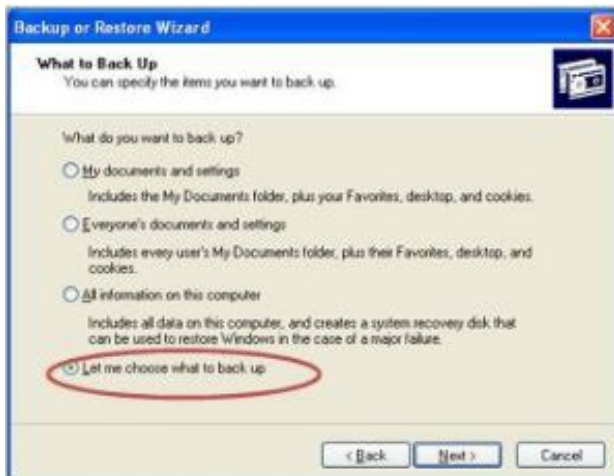 Backup or Restore Wizard
What to Back Up
You can specify the items you want to back up.
What do you want to back up?
My documents and settings
Includes the My Documents folder, plus your Favorites, desktop, and cookies.
Everyone's documents and settings
Includes every user's My Documents folder, plus their Favorites, desktop, and
cookies.
All information on this computer
Includes all data on this computer, and creates a system recovery disk that
can be used to restore Windows in the case of a major failure.
Let me choose what to back up
< Back Next > Cancel